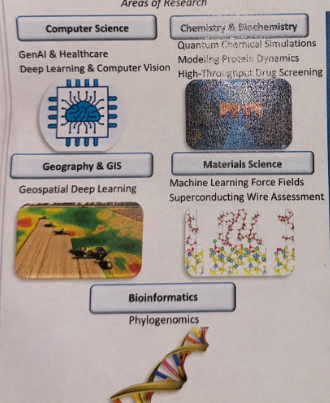 Areas of Research
Computer Science
GenAI & Healthcare
Deep Learning & Computer Vision
Chemistry & Biochemistry
Quantum Chemical Simulations
Modeling Protein Dynamics
High-Throughput Drug Screening
Geography & GIS
Geospatial Deep Learning
Materials Science
Machine Learning Force Fields
Superconducting Wire Assessment
Bioinformatics
Phylogenomics